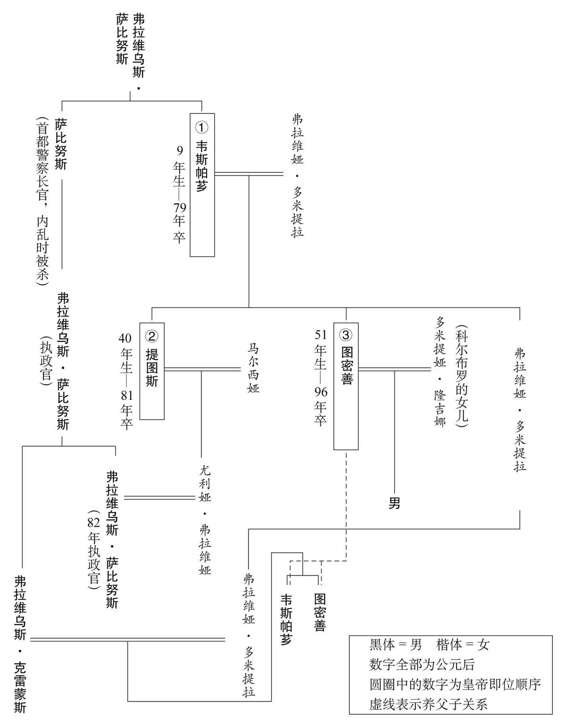 弗拉维乌斯・
萨比努斯
萨比努斯
(首都警察长官，内乱时被杀)
① 韦斯帕芗
9年生—79年卒
弗拉维娅・多米提拉
弗拉维乌斯・萨比努斯
(执政官)
② 提图斯
40年生—81年卒
马尔西娅
③ 图密善
51年生—96年卒
(科尔布罗的女儿)
多米提娅・隆吉娜
弗拉维娅・多米提拉
男
弗拉维乌斯・萨比努斯
(82年执政官)
尤利娅・弗拉维娅
弗拉维乌斯・克雷蒙斯
弗拉维娅・多米提拉
韦斯帕芗
图密善
黑体 = 男　楷体 = 女
数字全部为公元后
圆圈中的数字为皇帝即位顺序
虚线表示养父子关系